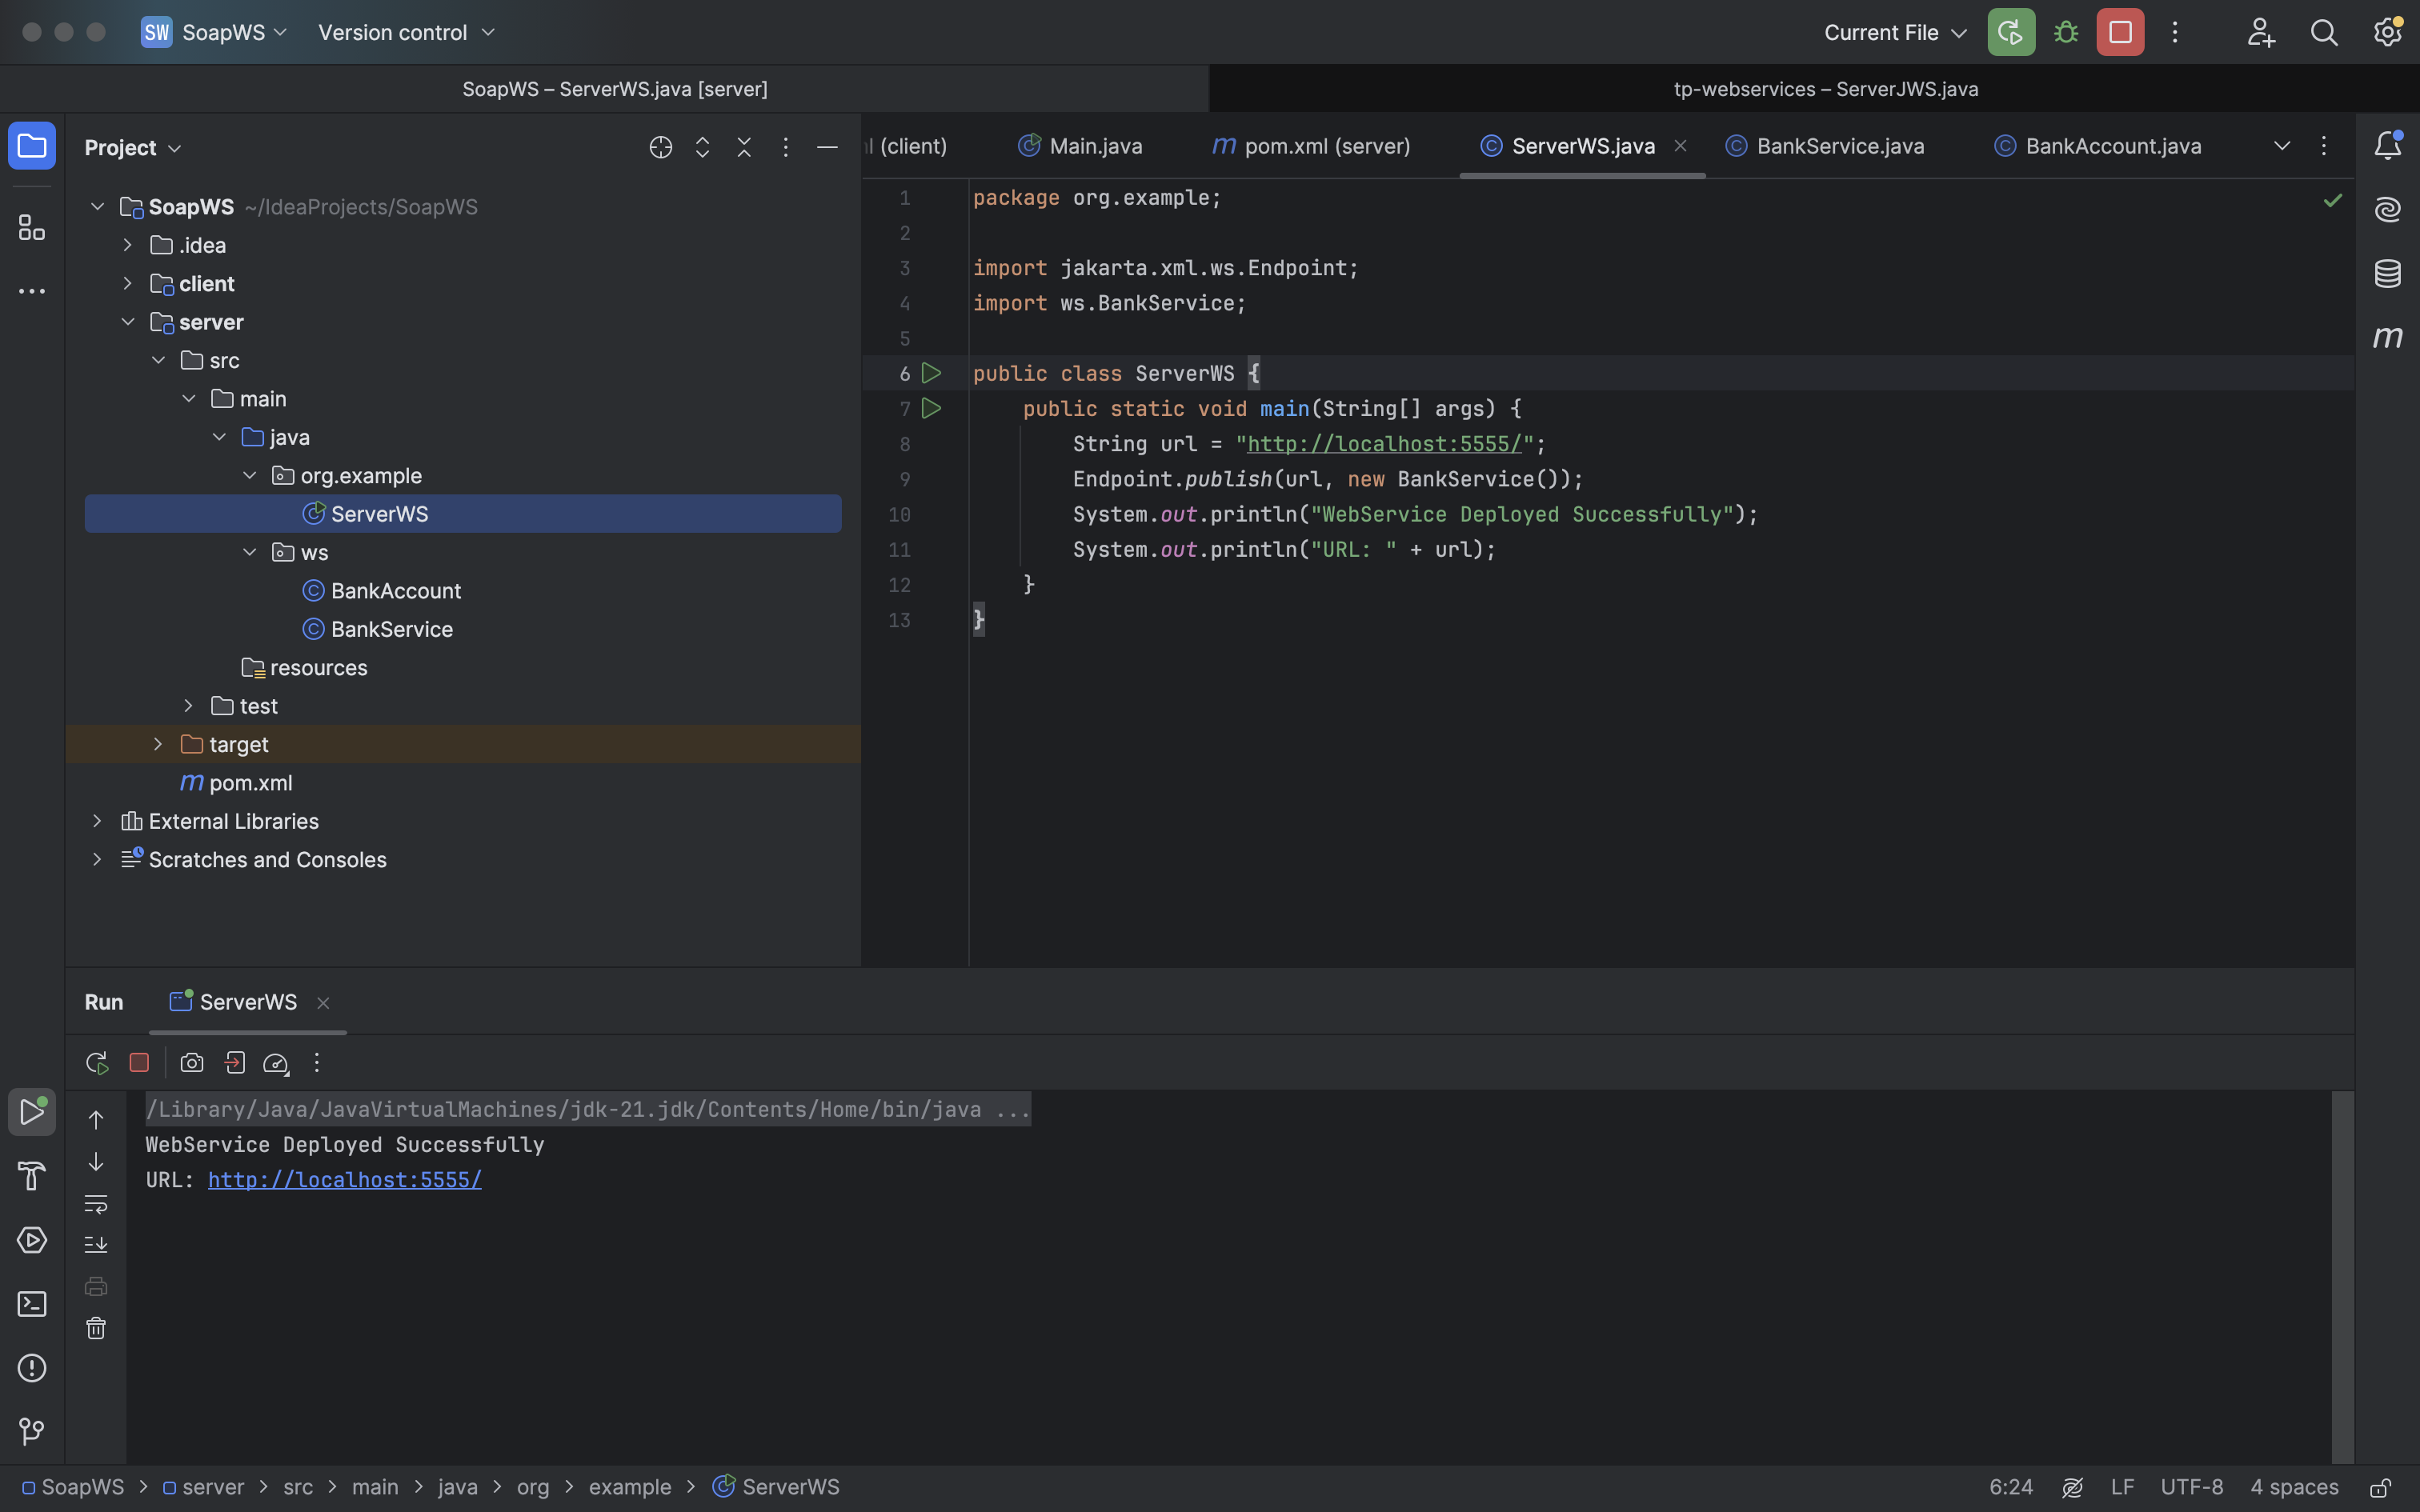 SW SoapWS Version control Current File
SoapWS – ServerWS.java [server] tp-webservices – ServerJWS.java
Project
SoapWS ~/IdeaProjects/SoapWS
.idea
client
server
src
main
java
org.example
ServerWS
ws
BankAccount
BankService
resources
test
target
m pom.xml
External Libraries
Scratches and Consoles
(client) Main.java m pom.xml (server) ServerWS.java BankService.java BankAccount.java
1 package org.example;
2
3 import jakarta.xml.ws.Endpoint;
4 import ws.BankService;
5
6 public class ServerWS {
7 public static void main(String[] args) {
8 String url = "http://localhost:5555/";
9 Endpoint.publish(url, new BankService());
10 System.out.println("WebService Deployed Successfully");
11 System.out.println("URL: " + url);
12 }
13 }
m
Run ServerWS
/Library/Java/JavaVirtualMachines/jdk-21.jdk/Contents/Home/bin/java ...
WebService Deployed Successfully
URL: http://localhost:5555/
SoapWS > server > src > main > java > org > example > ServerWS 6:24 LF UTF-8 4 spaces